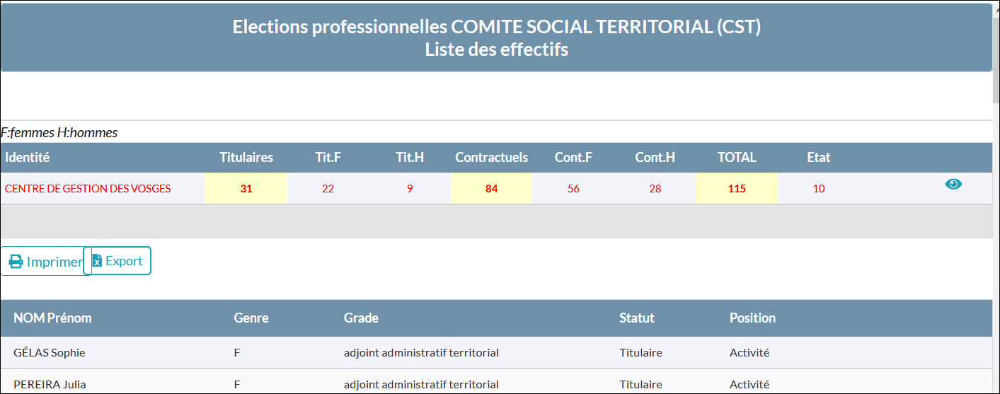 Elections professionnelles COMITE SOCIAL TERRITORIAL (CST)
Liste des effectifs
F:femmes H:hommes
Identité Titulaires Tit.F Tit.H Contractuels Cont.F Cont.H TOTAL Etat
CENTRE DE GESTION DES VOSGES 31 22 9 84 56 28 115 10
Imprimer Export
NOM Prénom Genre Grade Statut Position
GÉLAS Sophie F adjoint administratif territorial Titulaire Activité
PEREIRA Julia F adjoint administratif territorial Titulaire Activité